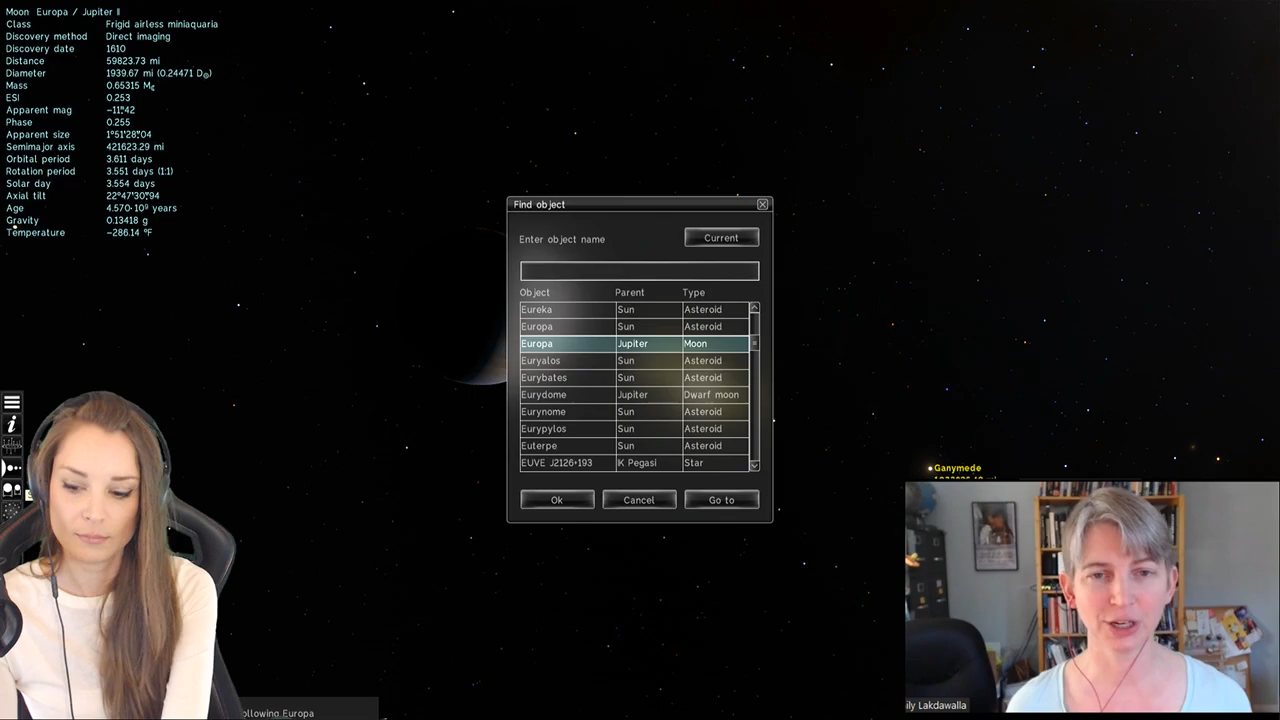 Moon Europa / Jupiter II
Class Frigid airless miniaquaria
Discovery method Direct imaging
Discovery date 1610
Distance 59823.73 mi
Diameter 1939.67 mi (0.24471 D⊕)
Mass 0.65315 M
ESI 0.253
Apparent mag
Phase 0.255
Apparent size 1°51'28."04
Semimajor axis 421623.29 mi
Orbital period 3.611 days
Rotation period 3.551 days (1:1)
Solar day 3.554 days
Axial tilt 22°47'30."94
Age 4.570·10⁹ years
Gravity 0.13418 g
Temperature -286.14 °F
Find object
Enter object name
Current
Object Parent Type
Eureka Sun Asteroid
Europa Sun Asteroid
Europa Jupiter Moon
Euryalos Sun Asteroid
Eurybates Sun Asteroid
Eurydome Jupiter Dwarf moon
Eurynome Sun Asteroid
Eurypylos Sun Asteroid
Euterpe Sun Asteroid
EUVE J2126+193 IK Pegasi Star
Ok Cancel Go to
Ganymede
ollowing Europa
ily Lakdawalla